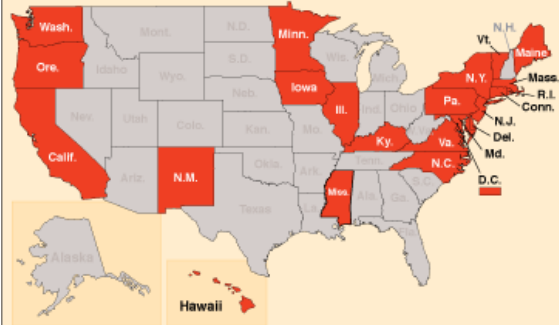 Wash.
Mont.
N.D.
Minn.
N.H.
Vt.
Maine
Ore.
Idaho
S.D.
Wis.
Mich.
N.Y.
Mass.
R.I.
Conn.
Wyo.
Iowa
Neb.
Pa.
N.J.
Nev.
Utah
Colo.
Ill.
Ind.
Ohio
Del.
Md.
Calif.
Kan.
Mo.
Ky.
W.Va.
Va.
D.C.
Ariz.
N.M.
Okla.
Ark.
Tenn.
N.C.
S.C.
Texas
La.
Miss.
Ala.
Ga.
Fla.
Alaska
Hawaii